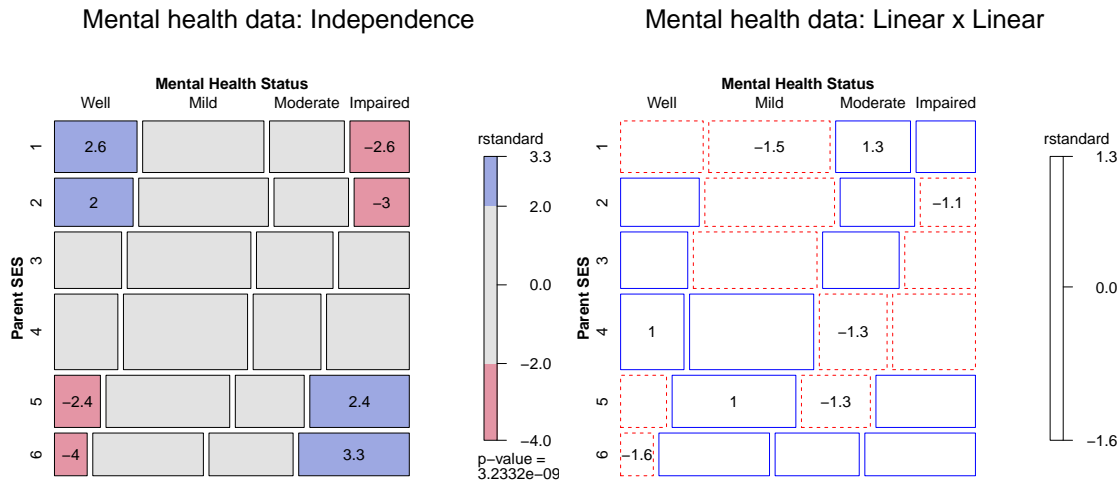 Mental health data: Independence
Mental Health Status
Well Mild Moderate Impaired
Parent SES
1 2.6 −2.6
2 2 −3
3
4
5 −2.4 2.4
6 −4 3.3
rstandard
3.3
2.0
0.0
−2.0
−4.0
p−value =
3.2332e−09
Mental health data: Linear x Linear
Mental Health Status
Well Mild Moderate Impaired
Parent SES
1 −1.5 1.3
2 −1.1
3
4 1 −1.3
5 1 −1.3
6 −1.6
rstandard
1.3
0.0
−1.6